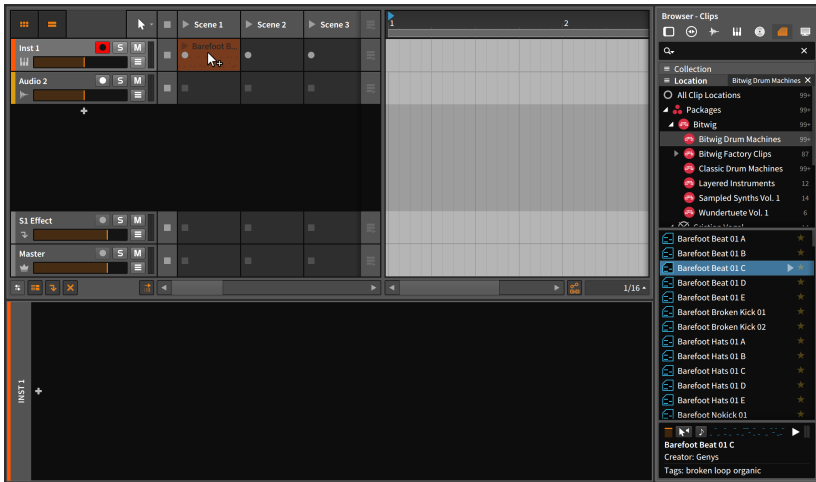 Scene 1
Scene 2
Scene 3
1
2
Inst 1
S
M
Barefoot B...
Audio 2
S
M
+
S1 Effect
S
M
Master
S
M
1/16
INST 1
+
Browser - Clips
Collection
Location
Bitwig Drum Machines
All Clip Locations
99+
Packages
99+
Bitwig
99+
Bitwig Drum Machines
99+
Bitwig Factory Clips
87
Classic Drum Machines
99+
Layered Instruments
12
Sampled Synths Vol. 1
14
Wundertuete Vol. 1
6
Barefoot Beat 01 A
Barefoot Beat 01 B
Barefoot Beat 01 C
Barefoot Beat 01 D
Barefoot Beat 01 E
Barefoot Broken Kick 01
Barefoot Broken Kick 02
Barefoot Hats 01 A
Barefoot Hats 01 B
Barefoot Hats 01 C
Barefoot Hats 01 D
Barefoot Hats 01 E
Barefoot Nokick 01
Barefoot Beat 01 C
Creator: Genys
Tags: broken loop organic